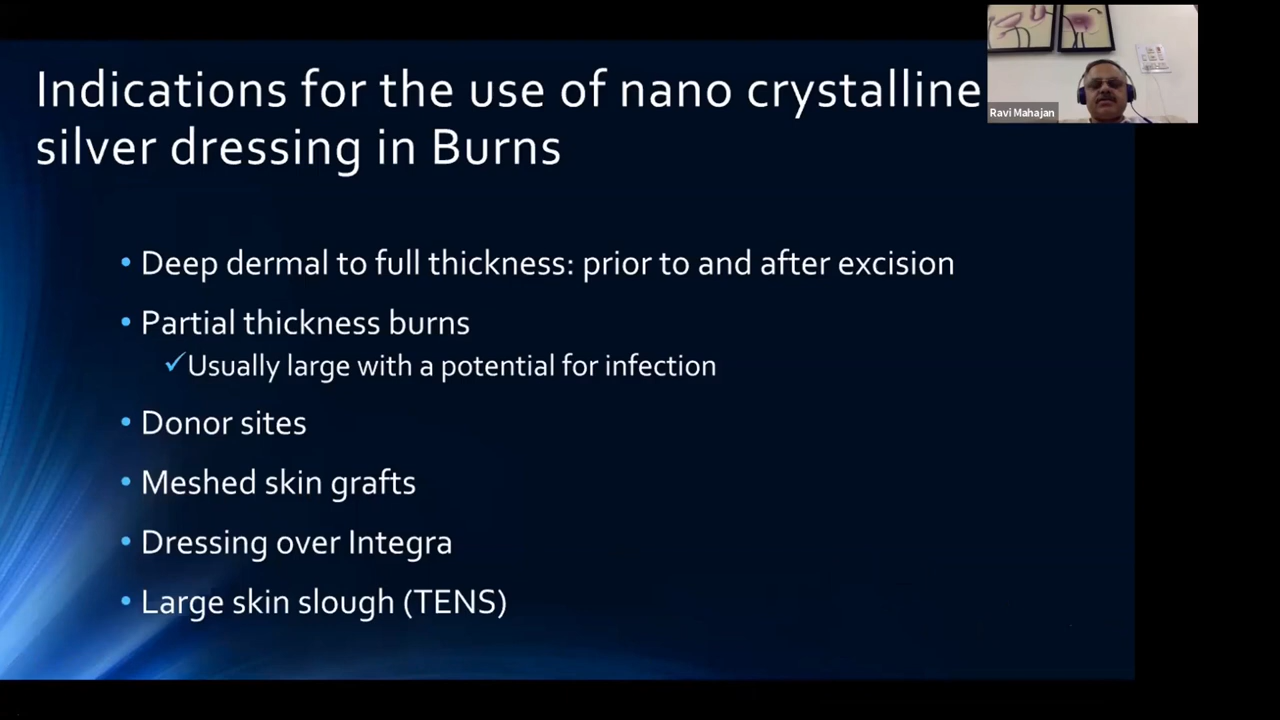 Indications for the use of nano crystalline
silver dressing in Burns
Ravi Mahajan
• Deep dermal to full thickness: prior to and after excision
• Partial thickness burns
✓Usually large with a potential for infection
• Donor sites
• Meshed skin grafts
• Dressing over Integra
• Large skin slough (TENS)